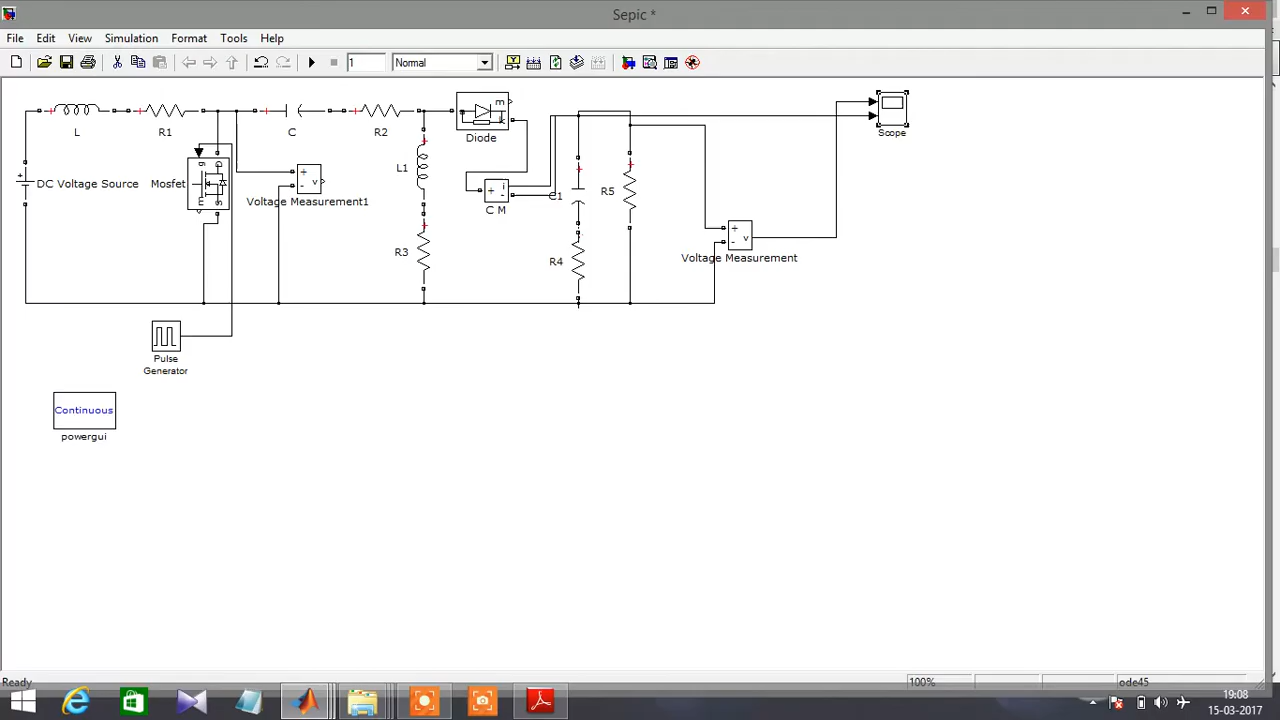 Sepic *
File Edit View Simulation Format Tools Help
1 Normal
L R1 C R2 Diode m k
Scope
g D m S
Mosfet
DC Voltage Source
+ - v
Voltage Measurement1
L1
+ i -
C M
C1
R5
R3
R4
+ - v
Voltage Measurement
Pulse
Generator
Continuous
powergui
Ready 100% ode45
19:08
15-03-2017